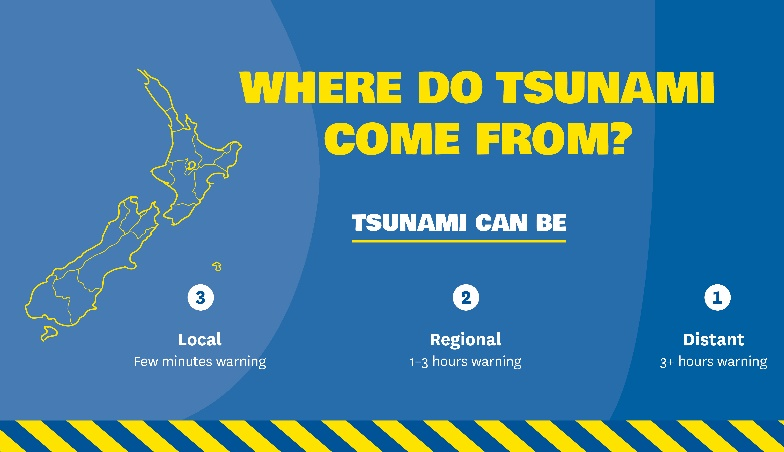 WHERE DO TSUNAMI
COME FROM?
TSUNAMI CAN BE
3
Local
Few minutes warning
2
Regional
1-3 hours warning
1
Distant
3+ hours warning